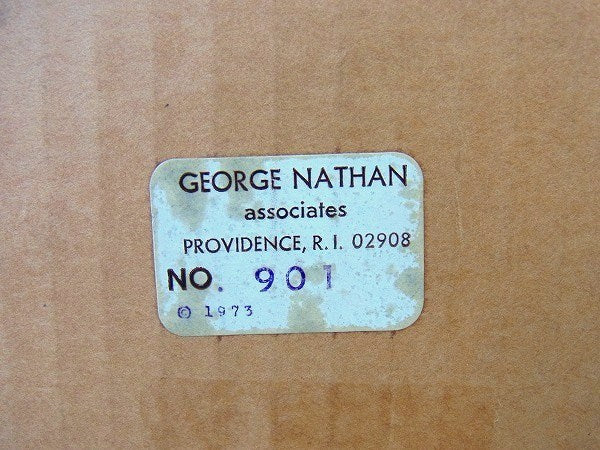 GEORGE NATHAN
associates
PROVIDENCE, R.I. 02908
NO. 901
© 1973